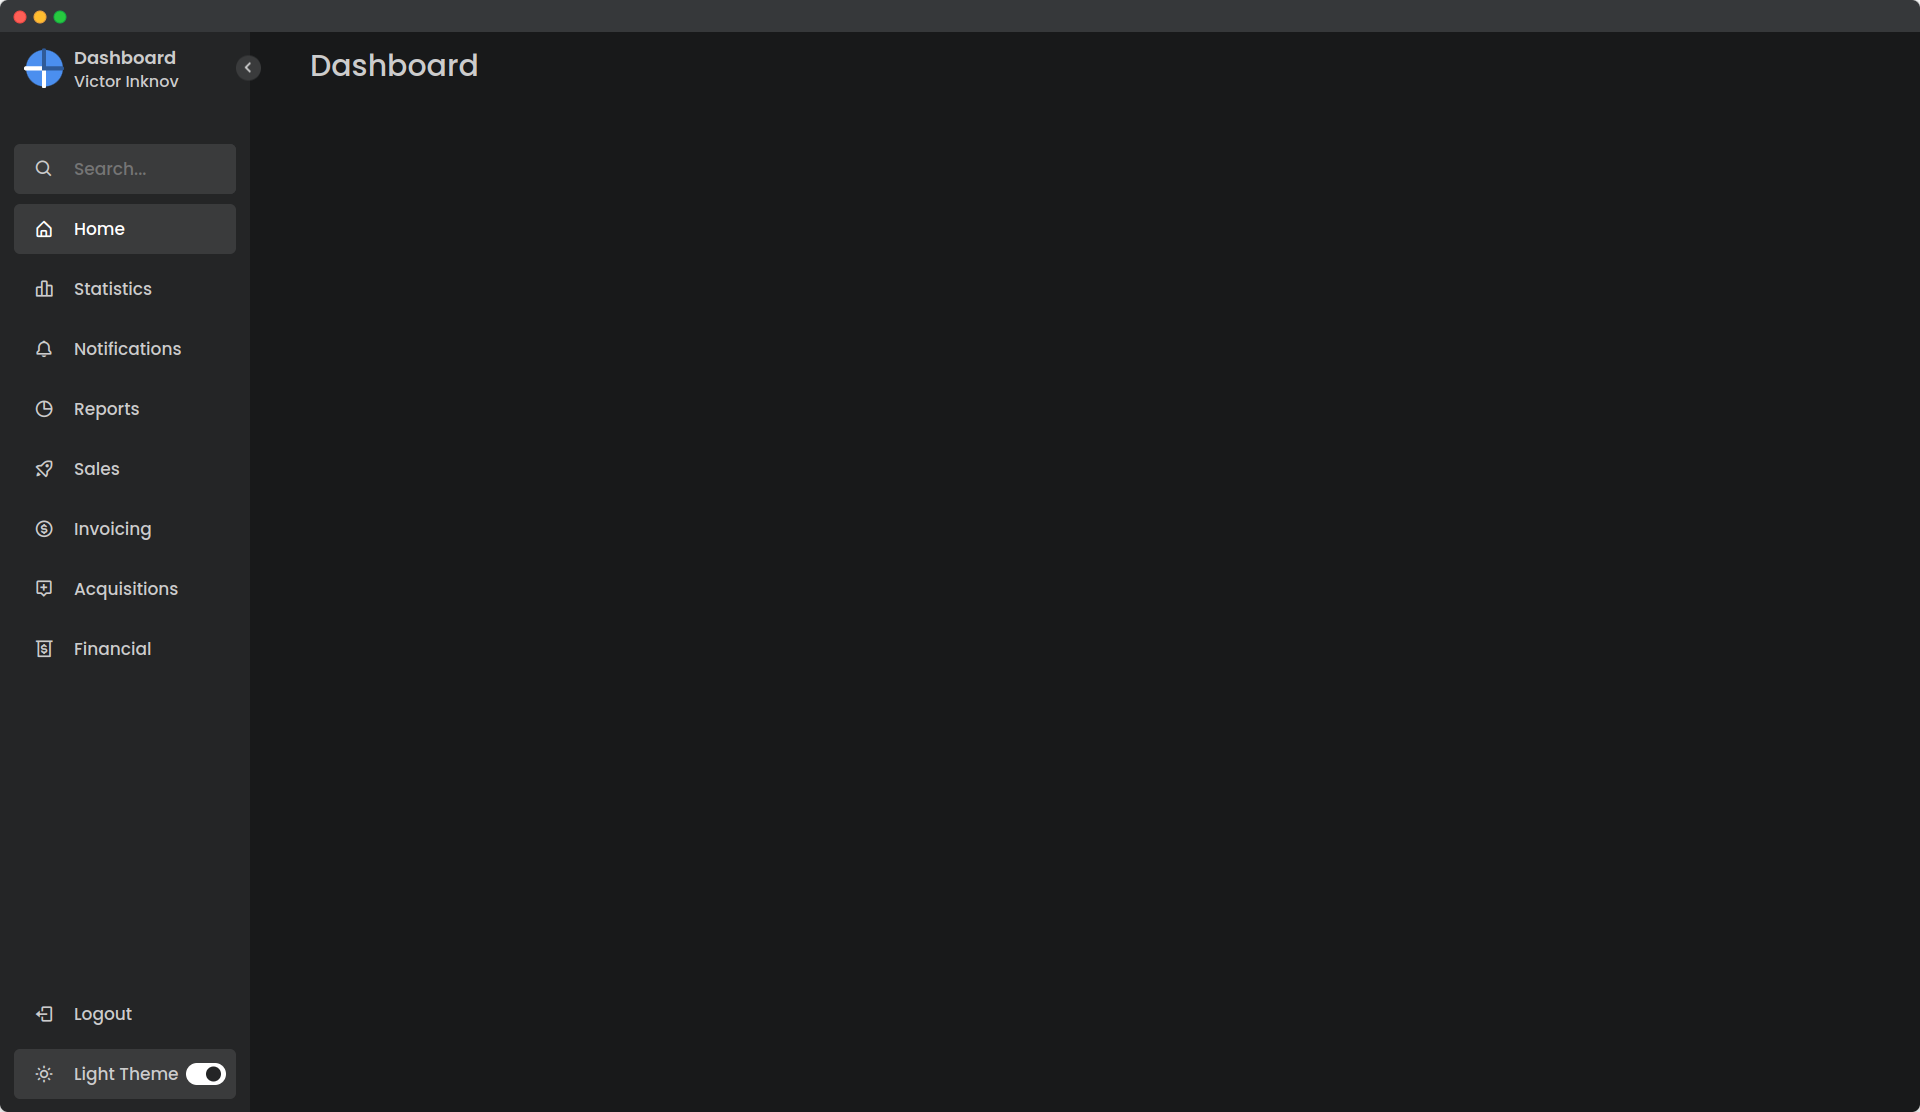 Dashboard
Victor Inknov
Dashboard
Search...
Home
Statistics
Notifications
Reports
Sales
Invoicing
Acquisitions
Financial
Logout
Light Theme